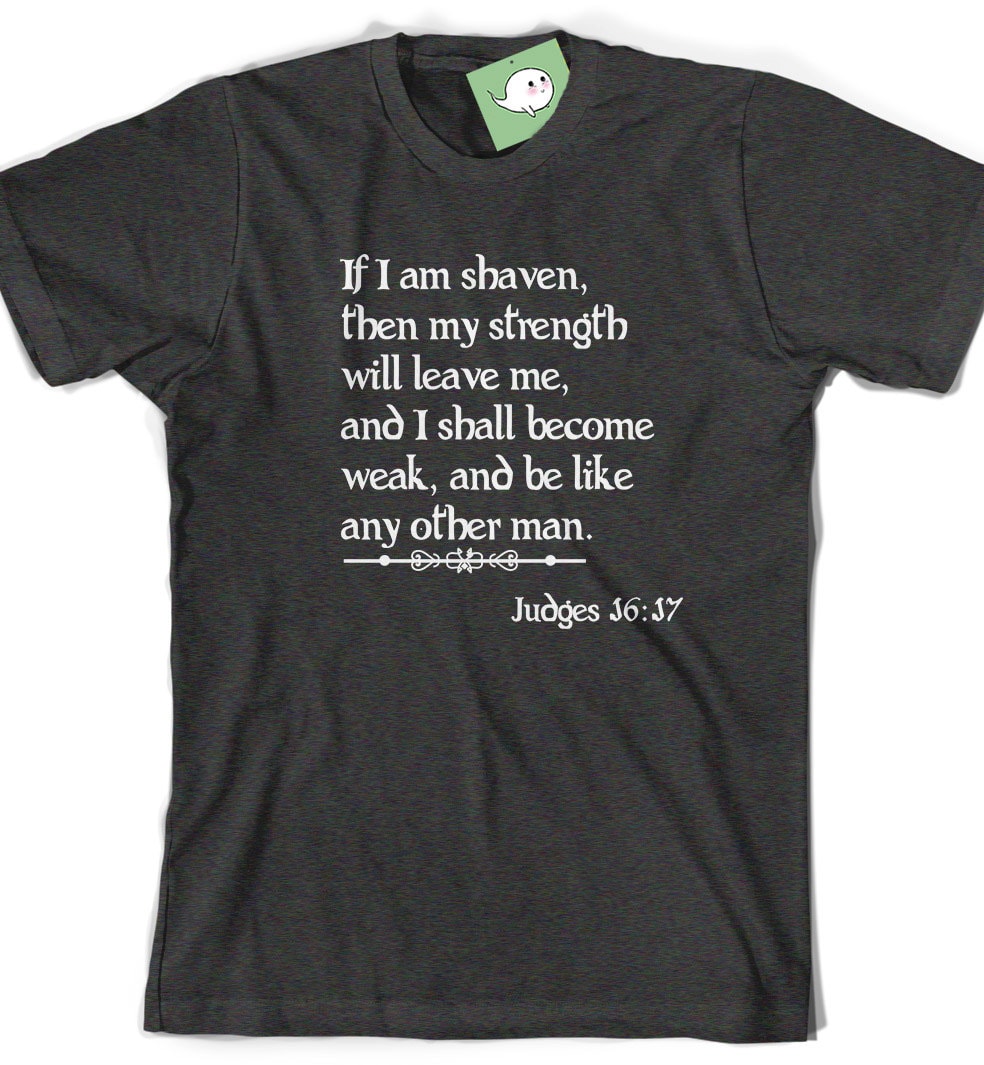 If I am shaven,
then my strength
will leave me,
and I shall become
weak, and be like
any other man.
Judges 16:17